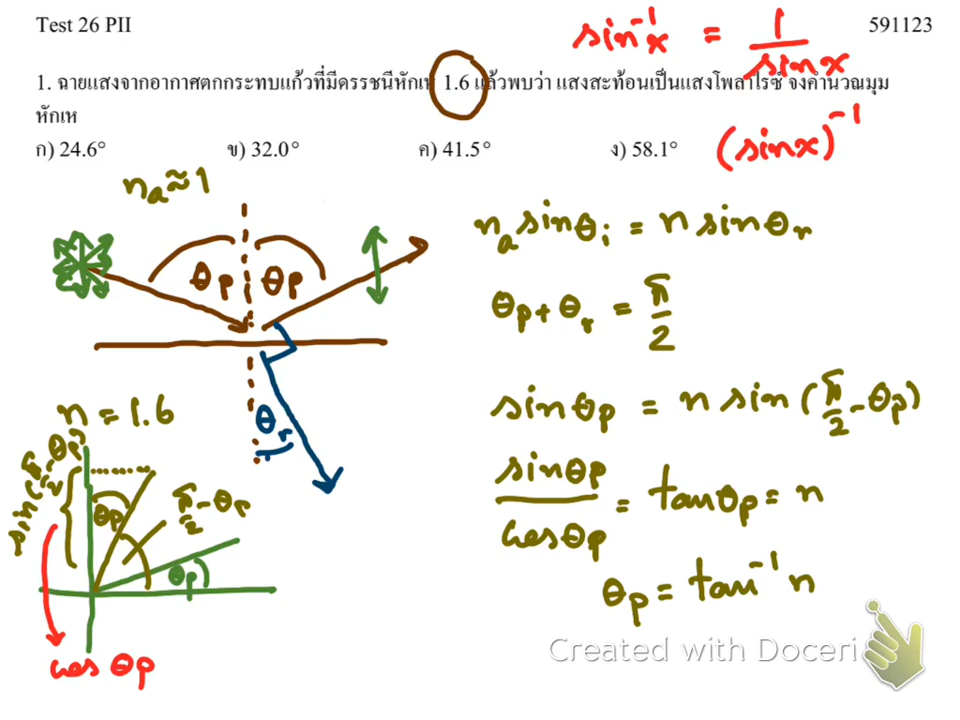 Test 26 PII
591123
sin⁻¹x = 1/sinx
1. ฉายแสงจากอากาศตกกระทบแก้วที่มีดรรชนีหักเห 1.6 แล้วพบว่า แสงสะท้อนเป็นแสงโพลาไรซ์ จงคำนวณมุม
หักเห
ก) 24.6° ข) 32.0° ค) 41.5° ง) 58.1°
(sinx)⁻¹
nₐ≈1
θp θp
θr
n = 1.6
nₐsinθᵢ = n sinθr
θp + θr = π/2
sinθp = n sin(π/2 - θp)
sinθp/cosθp = tanθp = n
θp = tan⁻¹ n
sin(π/2 - θp)
θp
π/2 - θp
θp
cos θp
Created with Doceri